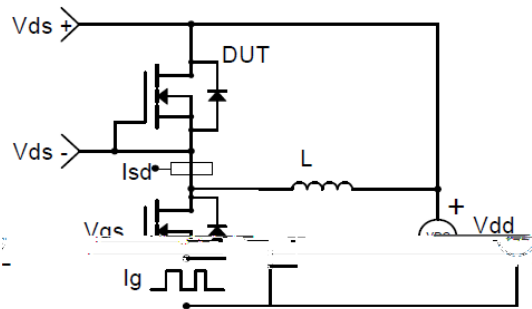 Vds +
DUT
Vds -
Isd
L
Vgs
+
Vdd
Ig
-